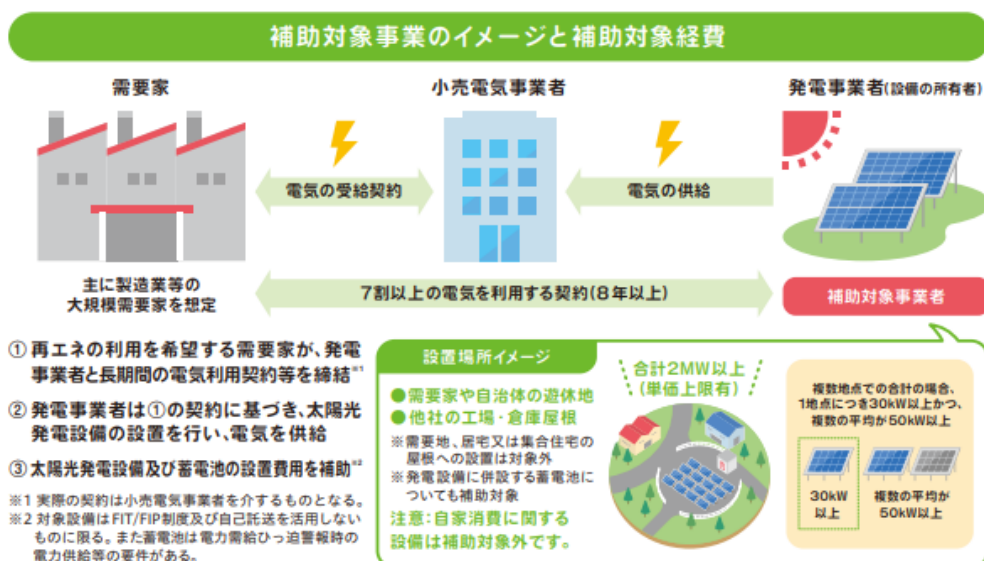 補助対象事業のイメージと補助対象経費
需要家
小売電気事業者
発電事業者(設備の所有者)
電気の受給契約
電気の供給
主に製造業等の
大規模需要家を想定
7割以上の電気を利用する契約(8年以上)
補助対象事業者
① 再エネの利用を希望する需要家が、発電
事業者と長期間の電気利用契約等を締結※1
② 発電事業者は①の契約に基づき、太陽光
発電設備の設置を行い、電気を供給
③ 太陽光発電設備及び蓄電池の設置費用を補助※2
※1 実際の契約は小売電気事業者を介するものとなる。
※2 対象設備はFIT/FIP制度及び自己託送を活用しない
ものに限る。また蓄電池は電力需給ひっ迫警報時の
電力供給等の要件がある。
設置場所イメージ
●需要家や自治体の遊休地
●他社の工場・倉庫屋根
※需要地、居宅又は集合住宅の
屋根への設置は対象外
※発電設備に併設する蓄電池に
ついても補助対象
注意:自家消費に関する
設備は補助対象外です。
合計2MW以上
(単価上限有)
複数地点での合計の場合、
1地点につき30kW以上かつ、
複数の平均が50kW以上
30kW
以上
複数の平均が
50kW以上